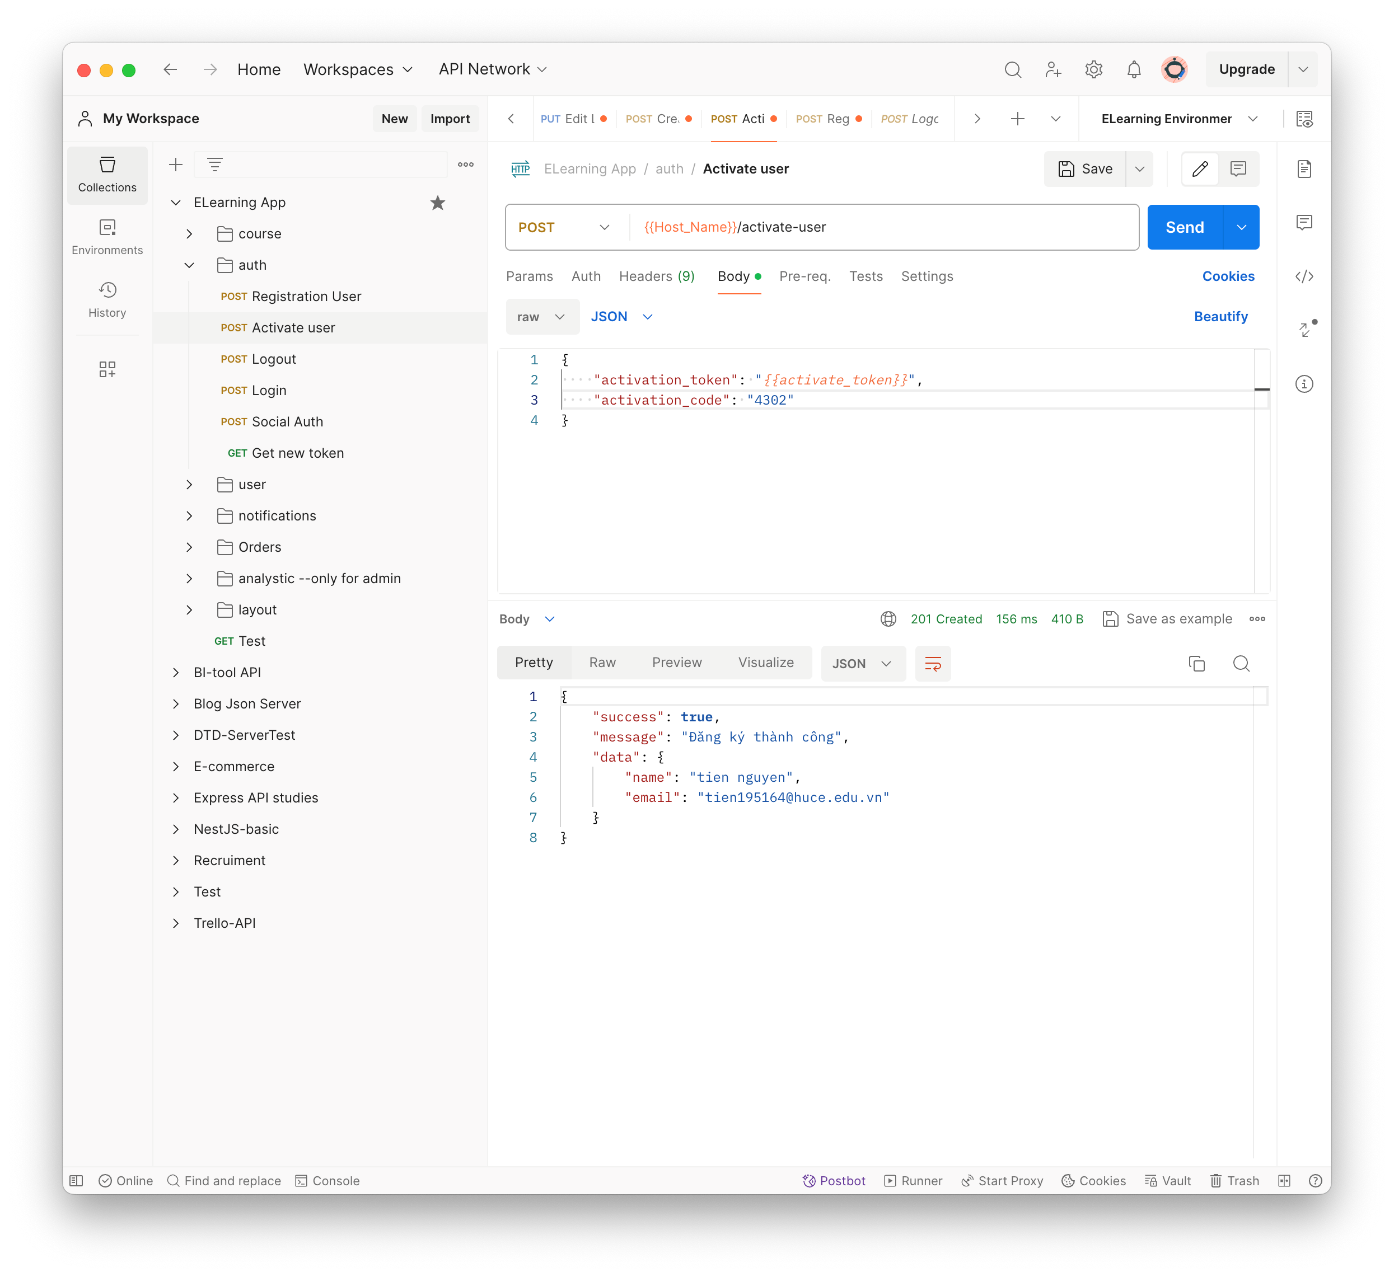 Home Workspaces API Network Upgrade
My Workspace New Import
PUT Edit L POST Cre POST Acti POST Reg POST Logo ELearning Environmer
Collections
Environments
History
ELearning App
course
auth
POST Registration User
POST Activate user
POST Logout
POST Login
POST Social Auth
GET Get new token
user
notifications
Orders
analystic --only for admin
layout
GET Test
BI-tool API
Blog Json Server
DTD-ServerTest
E-commerce
Express API studies
NestJS-basic
Recruiment
Test
Trello-API
HTTP ELearning App / auth / Activate user Save
POST {{Host_Name}}/activate-user Send
Params Auth Headers (9) Body Pre-req. Tests Settings Cookies
raw JSON Beautify
1 {
2 "activation_token": "{{activate_token}}",
3 "activation_code": "4302"
4 }
Body 201 Created 156 ms 410 B Save as example
Pretty Raw Preview Visualize JSON
1 {
2 "success": true,
3 "message": "Đăng ký thành công",
4 "data": {
5 "name": "tien nguyen",
6 "email": "tien195164@huce.edu.vn"
7 }
8 }
Online Find and replace Console Postbot Runner Start Proxy Cookies Vault Trash